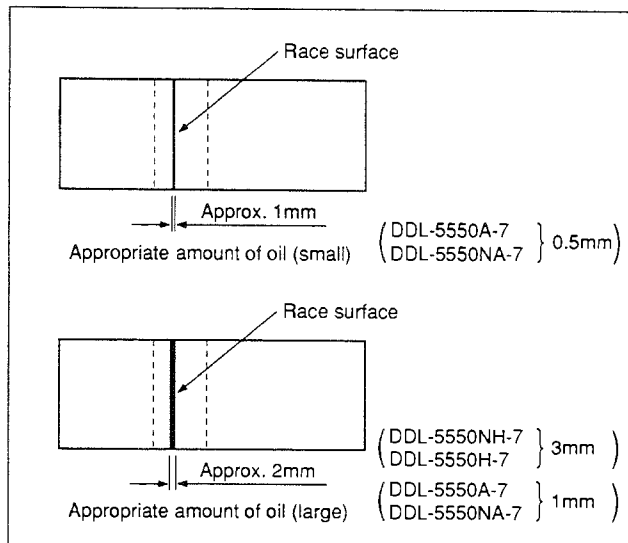 Race surface
Approx. 1mm
Appropriate amount of oil (small)
(DDL-5550A-7
DDL-5550NA-7 } 0.5mm)
Race surface
Approx. 2mm
Appropriate amount of oil (large)
(DDL-5550NH-7
DDL-5550H-7 } 3mm)
(DDL-5550A-7
DDL-5550NA-7 } 1mm)